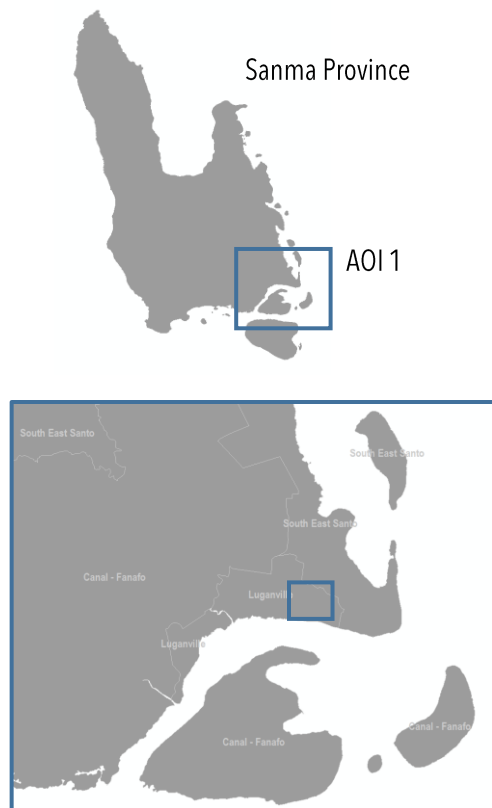 Sanma Province
AOI 1
South East Santo
South East Santo
South East Santo
Canal - Fanafo
Luganville
Luganville
Canal - Fanafo
Canal - Fanafo